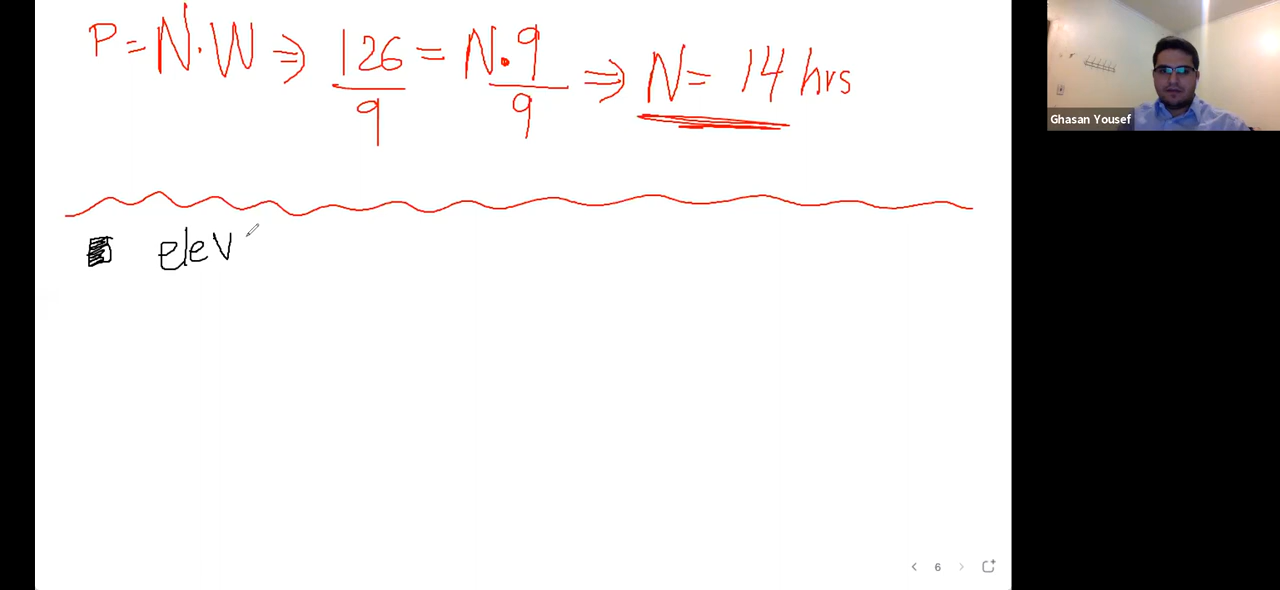 P = N . W ⇒ 126/9 = N . 9/9 ⇒ N = 14 hrs
Ghasan Yousef
elev
6